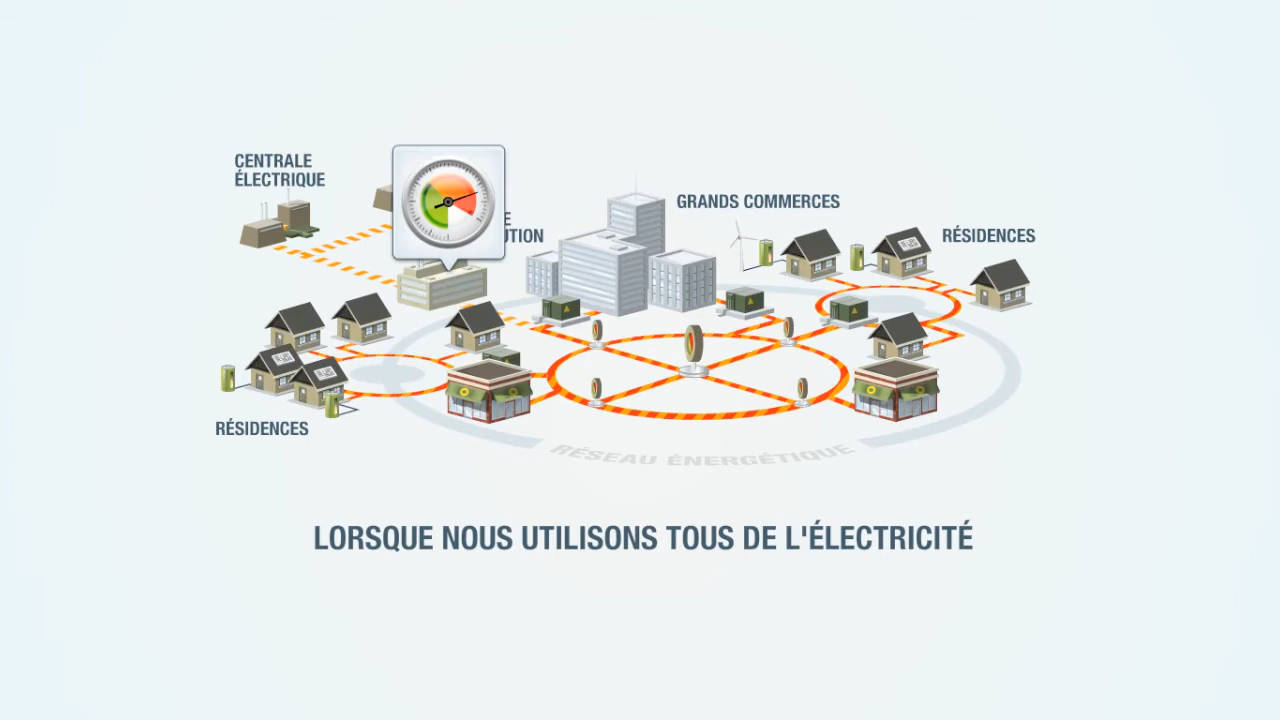 CENTRALE
ÉLECTRIQUE
GRANDS COMMERCES
RÉSIDENCES
RÉSIDENCES
RÉSEAU ÉNERGÉTIQUE
LORSQUE NOUS UTILISONS TOUS DE L'ÉLECTRICITÉ